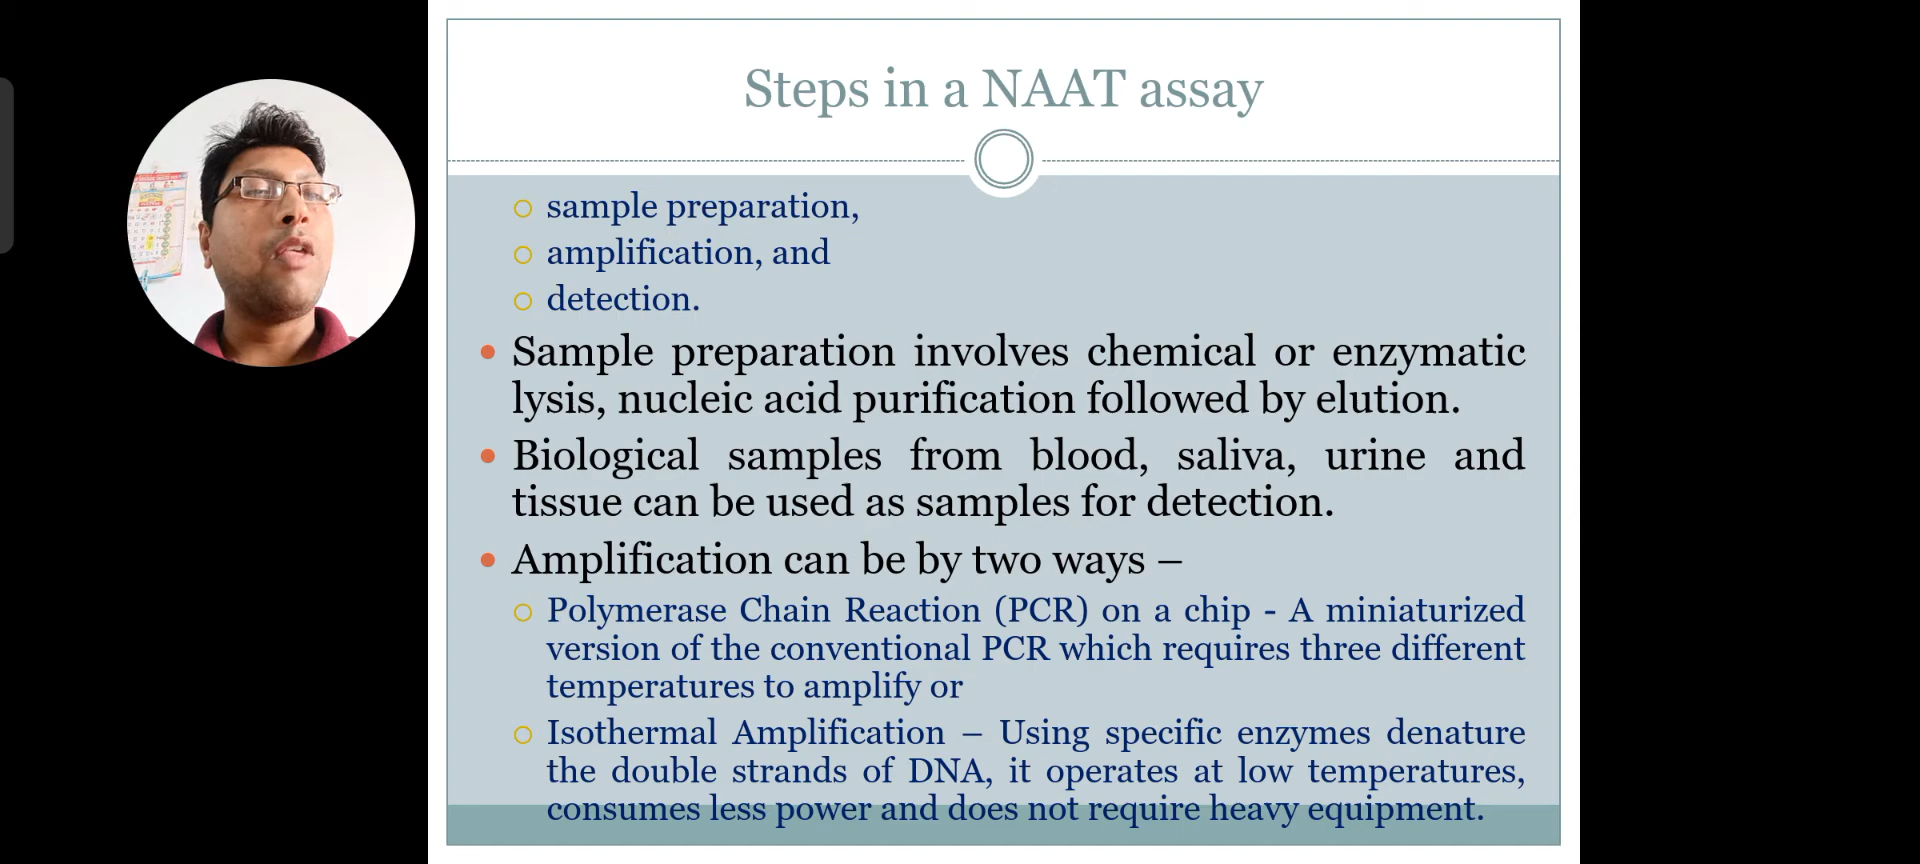 Steps in a NAAT assay
sample preparation,
amplification, and
detection.
Sample preparation involves chemical or enzymatic
lysis, nucleic acid purification followed by elution.
Biological samples from blood, saliva, urine and
tissue can be used as samples for detection.
Amplification can be by two ways –
Polymerase Chain Reaction (PCR) on a chip - A miniaturized
version of the conventional PCR which requires three different
temperatures to amplify or
Isothermal Amplification – Using specific enzymes denature
the double strands of DNA, it operates at low temperatures,
consumes less power and does not require heavy equipment.